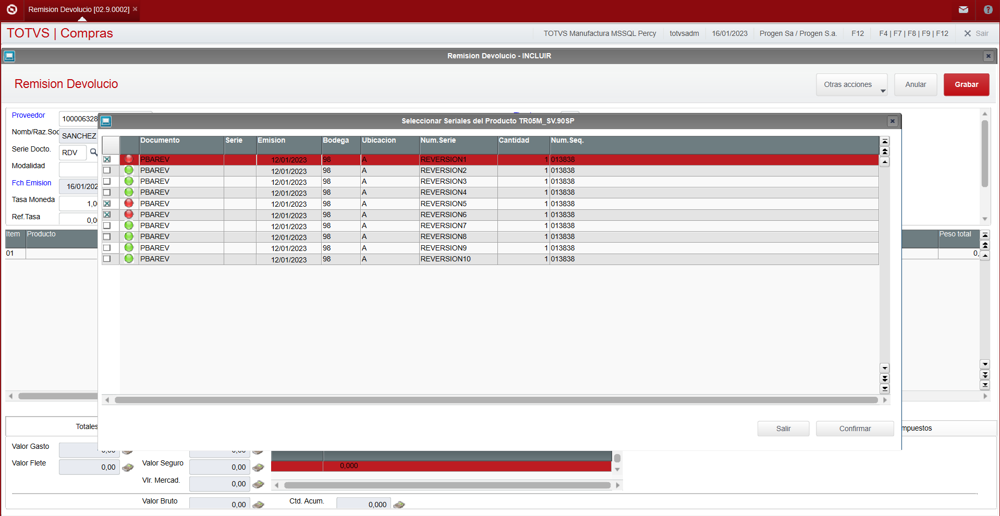 Remision Devolucio [02.9.0002]
TOTVS | Compras
TOTVS Manufactura MSSQL Percy totvsadm 16/01/2023 Progen Sa / Progen S.a. F12 F4 | F7 | F8 | F9 | F12 Sair
Remision Devolucio - INCLUIR
Remision Devolucio
Otras acciones Anular Grabar
Proveedor 100006328
Nomb/Raz.Soc SANCHEZ
Serie Docto. RDV
Modalidad
Fch Emision 16/01/202
Tasa Moneda 1,0
Ref.Tasa 0,0
Item Producto Peso total
01 0,
Seleccionar Seriales del Producto TR05M_SV.90SP
Documento Serie Emision Bodega Ubicacion Num.Serie Cantidad Num.Seq.
PBAREV 12/01/2023 98 A REVERSION1 1 013838
PBAREV 12/01/2023 98 A REVERSION2 1 013838
PBAREV 12/01/2023 98 A REVERSION3 1 013838
PBAREV 12/01/2023 98 A REVERSION4 1 013838
PBAREV 12/01/2023 98 A REVERSION5 1 013838
PBAREV 12/01/2023 98 A REVERSION6 1 013838
PBAREV 12/01/2023 98 A REVERSION7 1 013838
PBAREV 12/01/2023 98 A REVERSION8 1 013838
PBAREV 12/01/2023 98 A REVERSION9 1 013838
PBAREV 12/01/2023 98 A REVERSION10 1 013838
Salir Confirmar
Totales mpuestos
Valor Gasto 0,00 0,00
Valor Flete 0,00 Valor Seguro 0,00 0,000
Vlr. Mercad. 0,00
Valor Bruto 0,00 Ctd. Acum. 0,000